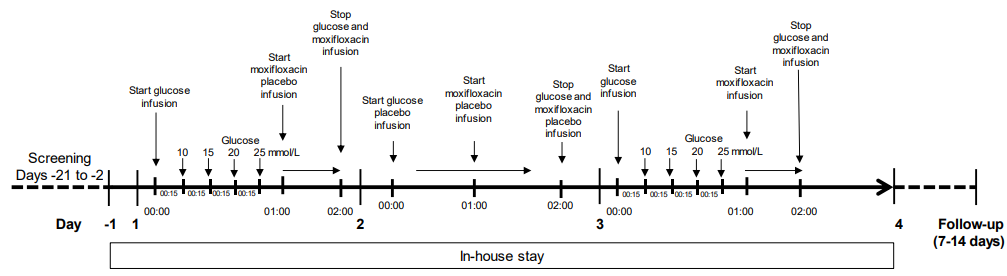 Start glucose
infusion
Start
moxifloxacin
placebo
infusion
Stop
glucose and
moxifloxacin
infusion
Start glucose
placebo
infusion
Start
moxifloxacin
placebo
infusion
Stop
glucose and
moxifloxacin
placebo
infusion
Start
glucose
infusion
Start
moxifloxacin
infusion
Stop
glucose and
moxifloxacin
infusion
Glucose
10 15 20 25 mmol/L
Glucose
10 15 20 25 mmol/L
Screening
Days -21 to -2
00:15 00:15 00:15 00:15
00:00 01:00 02:00
00:00 01:00 02:00
00:15 00:15 00:15 00:15
00:00 01:00 02:00
Day -1 1 2 3 4 Follow-up
(7-14 days)
In-house stay